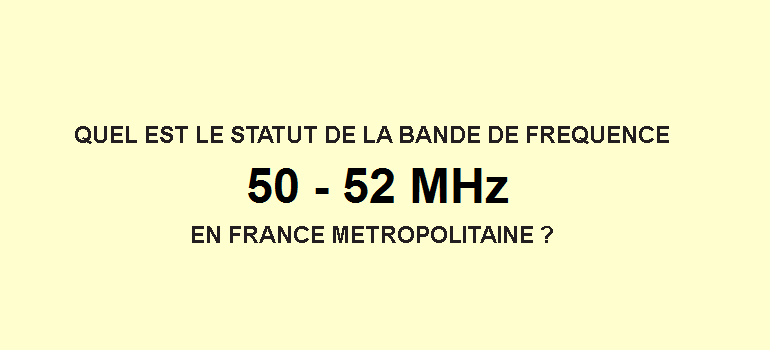 QUEL EST LE STATUT DE LA BANDE DE FREQUENCE
50 - 52 MHz
EN FRANCE METROPOLITAINE ?